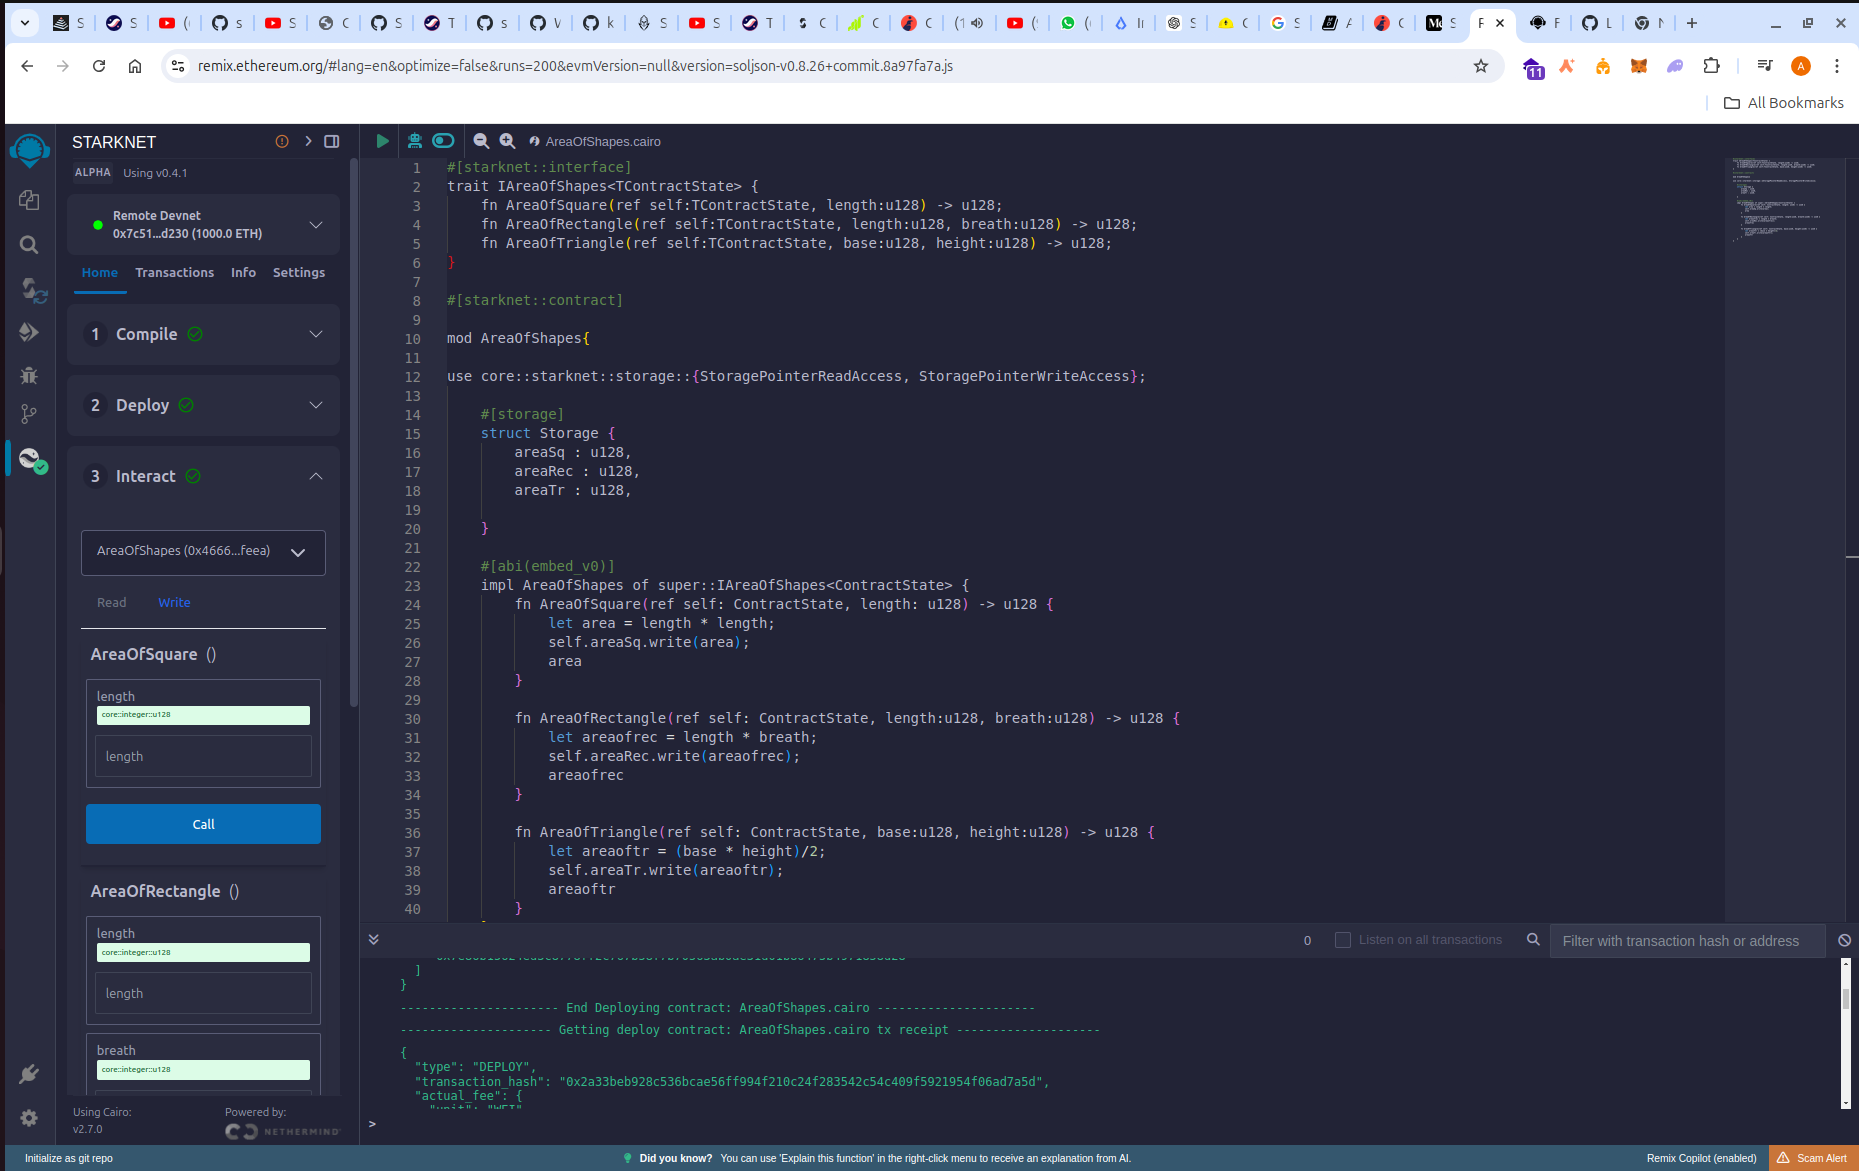 remix.ethereum.org/#lang=en&optimize=false&runs=200&evmVersion=null&version=soljson-v0.8.26+commit.8a97fa7a.js
11
A
All Bookmarks
STARKNET
ALPHA Using v0.4.1
Remote Devnet
0x7c51...d230 (1000.0 ETH)
Home Transactions Info Settings
1 Compile
2 Deploy
3 Interact
AreaOfShapes (0x4666...feea)
Read Write
AreaOfSquare ()
length
core::integer::u128
length
Call
AreaOfRectangle ()
length
core::integer::u128
length
breath
core::integer::u128
Using Cairo:
v2.7.0
Powered by:
NETHERMIND
AreaOfShapes.cairo
1 #[starknet::interface]
2 trait IAreaOfShapes<TContractState> {
3 fn AreaOfSquare(ref self:TContractState, length:u128) -> u128;
4 fn AreaOfRectangle(ref self:TContractState, length:u128, breath:u128) -> u128;
5 fn AreaOfTriangle(ref self:TContractState, base:u128, height:u128) -> u128;
6 }
7
8 #[starknet::contract]
9
10 mod AreaOfShapes{
11
12 use core::starknet::storage::{StoragePointerReadAccess, StoragePointerWriteAccess};
13
14 #[storage]
15 struct Storage {
16 areaSq : u128,
17 areaRec : u128,
18 areaTr : u128,
19
20 }
21
22 #[abi(embed_v0)]
23 impl AreaOfShapes of super::IAreaOfShapes<ContractState> {
24 fn AreaOfSquare(ref self: ContractState, length: u128) -> u128 {
25 let area = length * length;
26 self.areaSq.write(area);
27 area
28 }
29
30 fn AreaOfRectangle(ref self: ContractState, length:u128, breath:u128) -> u128 {
31 let areaofrec = length * breath;
32 self.areaRec.write(areaofrec);
33 areaofrec
34 }
35
36 fn AreaOfTriangle(ref self: ContractState, base:u128, height:u128) -> u128 {
37 let areaoftr = (base * height)/2;
38 self.areaTr.write(areaoftr);
39 areaoftr
40 }
0 Listen on all transactions Filter with transaction hash or address
]
}
---------------------- End Deploying contract: AreaOfShapes.cairo ----------------------
--------------------- Getting deploy contract: AreaOfShapes.cairo tx receipt --------------------
{
"type": "DEPLOY",
"transaction_hash": "0x2a33beb928c536bcae56ff994f210c24f283542c54c409f5921954f06ad7a5d",
"actual_fee": {
"unit": "WEI"
>
Initialize as git repo
Did you know? You can use 'Explain this function' in the right-click menu to receive an explanation from AI.
Remix Copilot (enabled)
Scam Alert